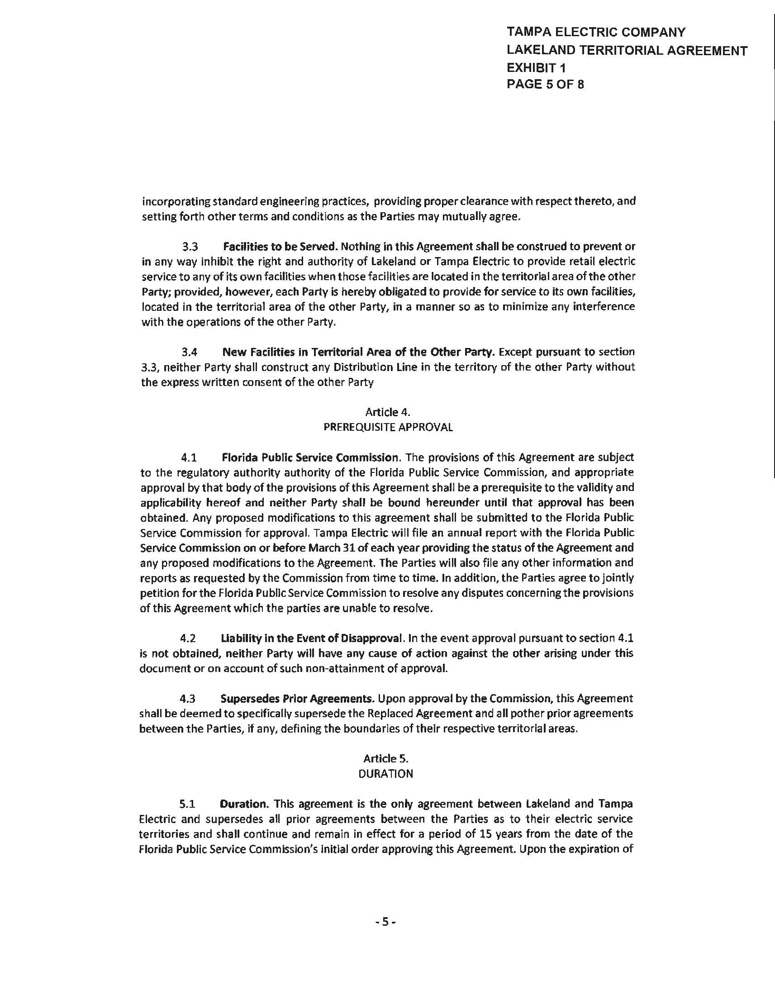 TAMPA ELECTRIC COMPANY
LAKELAND TERRITORIAL AGREEMENT
EXHIBIT 1
PAGE 5 OF 8
incorporating standard engineering practices, providing proper clearance with respect thereto, and
setting forth other terms and conditions as the Parties may mutually agree.
3.3 Facilities to be Served. Nothing in this Agreement shall be construed to prevent or
in any way inhibit the right and authority of Lakeland or Tampa Electric to provide retail electric
service to any of its own facilities when those facilities are located in the territorial area of the other
Party; provided, however, each Party is hereby obligated to provide for service to its own facilities,
located in the territorial area of the other Party, in a manner so as to minimize any interference
with the operations of the other Party.
3.4 New Facilities in Territorial Area of the Other Party. Except pursuant to section
3.3, neither Party shall construct any Distribution Line in the territory of the other Party without
the express written consent of the other Party
Article 4.
PREREQUISITE APPROVAL
4.1 Florida Public Service Commission. The provisions of this Agreement are subject
to the regulatory authority authority of the Florida Public Service Commission, and appropriate
approval by that body of the provisions of this Agreement shall be a prerequisite to the validity and
applicability hereof and neither Party shall be bound hereunder until that approval has been
obtained. Any proposed modifications to this agreement shall be submitted to the Florida Public
Service Commission for approval. Tampa Electric will file an annual report with the Florida Public
Service Commission on or before March 31 of each year providing the status of the Agreement and
any proposed modifications to the Agreement. The Parties will also file any other information and
reports as requested by the Commission from time to time. In addition, the Parties agree to jointly
petition for the Florida Public Service Commission to resolve any disputes concerning the provisions
of this Agreement which the parties are unable to resolve.
4.2 Liability in the Event of Disapproval. In the event approval pursuant to section 4.1
is not obtained, neither Party will have any cause of action against the other arising under this
document or on account of such non-attainment of approval.
4.3 Supersedes Prior Agreements. Upon approval by the Commission, this Agreement
shall be deemed to specifically supersede the Replaced Agreement and all pother prior agreements
between the Parties, if any, defining the boundaries of their respective territorial areas.
Article 5.
DURATION
5.1 Duration. This agreement is the only agreement between Lakeland and Tampa
Electric and supersedes all prior agreements between the Parties as to their electric service
territories and shall continue and remain in effect for a period of 15 years from the date of the
Florida Public Service Commission's initial order approving this Agreement. Upon the expiration of
- 5 -